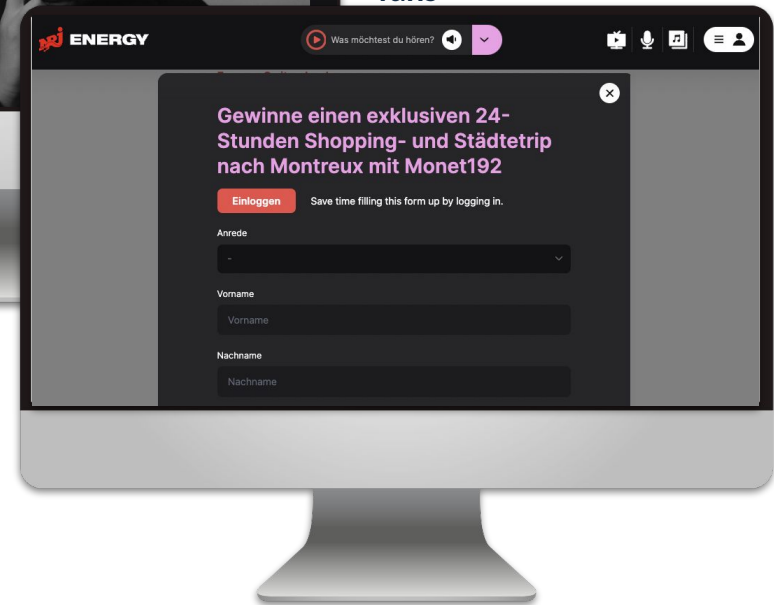 NRJ ENERGY
Was möchtest du hören?
Gewinne einen exklusiven 24-
Stunden Shopping- und Städtetrip
nach Montreux mit Monet192
Einloggen Save time filling this form up by logging in.
Anrede
-
Vorname
Vorname
Nachname
Nachname